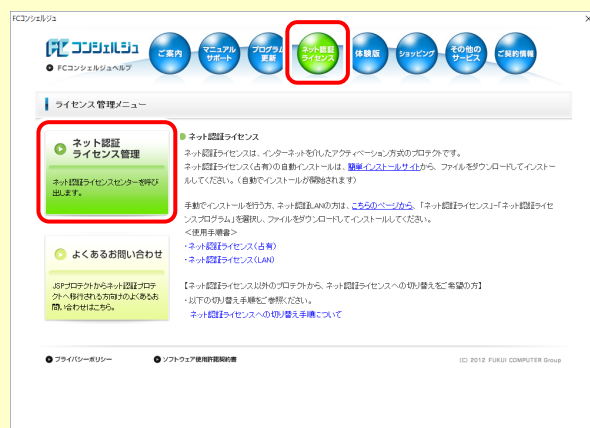 FCコンシェルジュ
FC コンシェルジュ
FCコンシェルジュヘルプ
ご案内
マニュアル
サポート
プログラム
更新
ネット認証
ライセンス
体験版
ショッピング
その他の
サービス
ご契約情報
ライセンス管理メニュー
ネット認証
ライセンス管理
ネット認証ライセンスセンターを呼び
出します。
よくあるお問い合わせ
JSPプロテクトからネット認証プロテ
クトへ移行される方向けのよくあるお
問い合わせはこちら。
ネット認証ライセンス
ネット認証ライセンスは、インターネットを介したアクティベーション方式のプロテクトです。
ネット認証ライセンス(占有)の自動インストールは、簡単インストールサイトから、ファイルをダウンロードしてインストー
ルしてください。(自動でインストールが開始されます)
手動でインストールを行う方、ネット認証LANの方は、こちらのページから、「ネット認証ライセンス」-「ネット認証ライセ
ンスプログラム」を選択し、ファイルをダウンロードしてインストールしてください。
<使用手順書>
・ネット認証ライセンス(占有)
・ネット認証ライセンス(LAN)
【ネット認証ライセンス以外のプロテクトから、ネット認証ライセンスへの切り替えをご希望の方】
・以下の切り替え手順をご参照ください。
ネット認証ライセンスへの切り替え手順について
プライバシーポリシー
ソフトウェア使用許諾契約書
(C) 2012 FUKUI COMPUTER Group